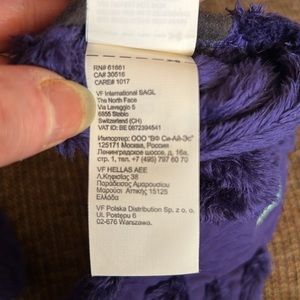 RN# 61661
CA# 30516
CARE# 1017
VF International SAGL
The North Face
Via Laveggio 5
6855 Stabio
Switzerland (CH)
VAT ID: BE 0872394541
Импортер: ООО "ВФ Си-Ай-Эс"
125171 Москва, Россия
Ленинградское шоссе, д. 16а,
стр. 1, тел. +7 (495) 797 60 70
VF HELLAS AEE
Λ.Κηφισίας 38
Παράδεισος Αμαρουσίου
Μαρούσι Αττικής 15125
Ελλάδα
VF Polska Distribution Sp. z o. o.
Ul. Postępu 6
02-676 Warszawa.